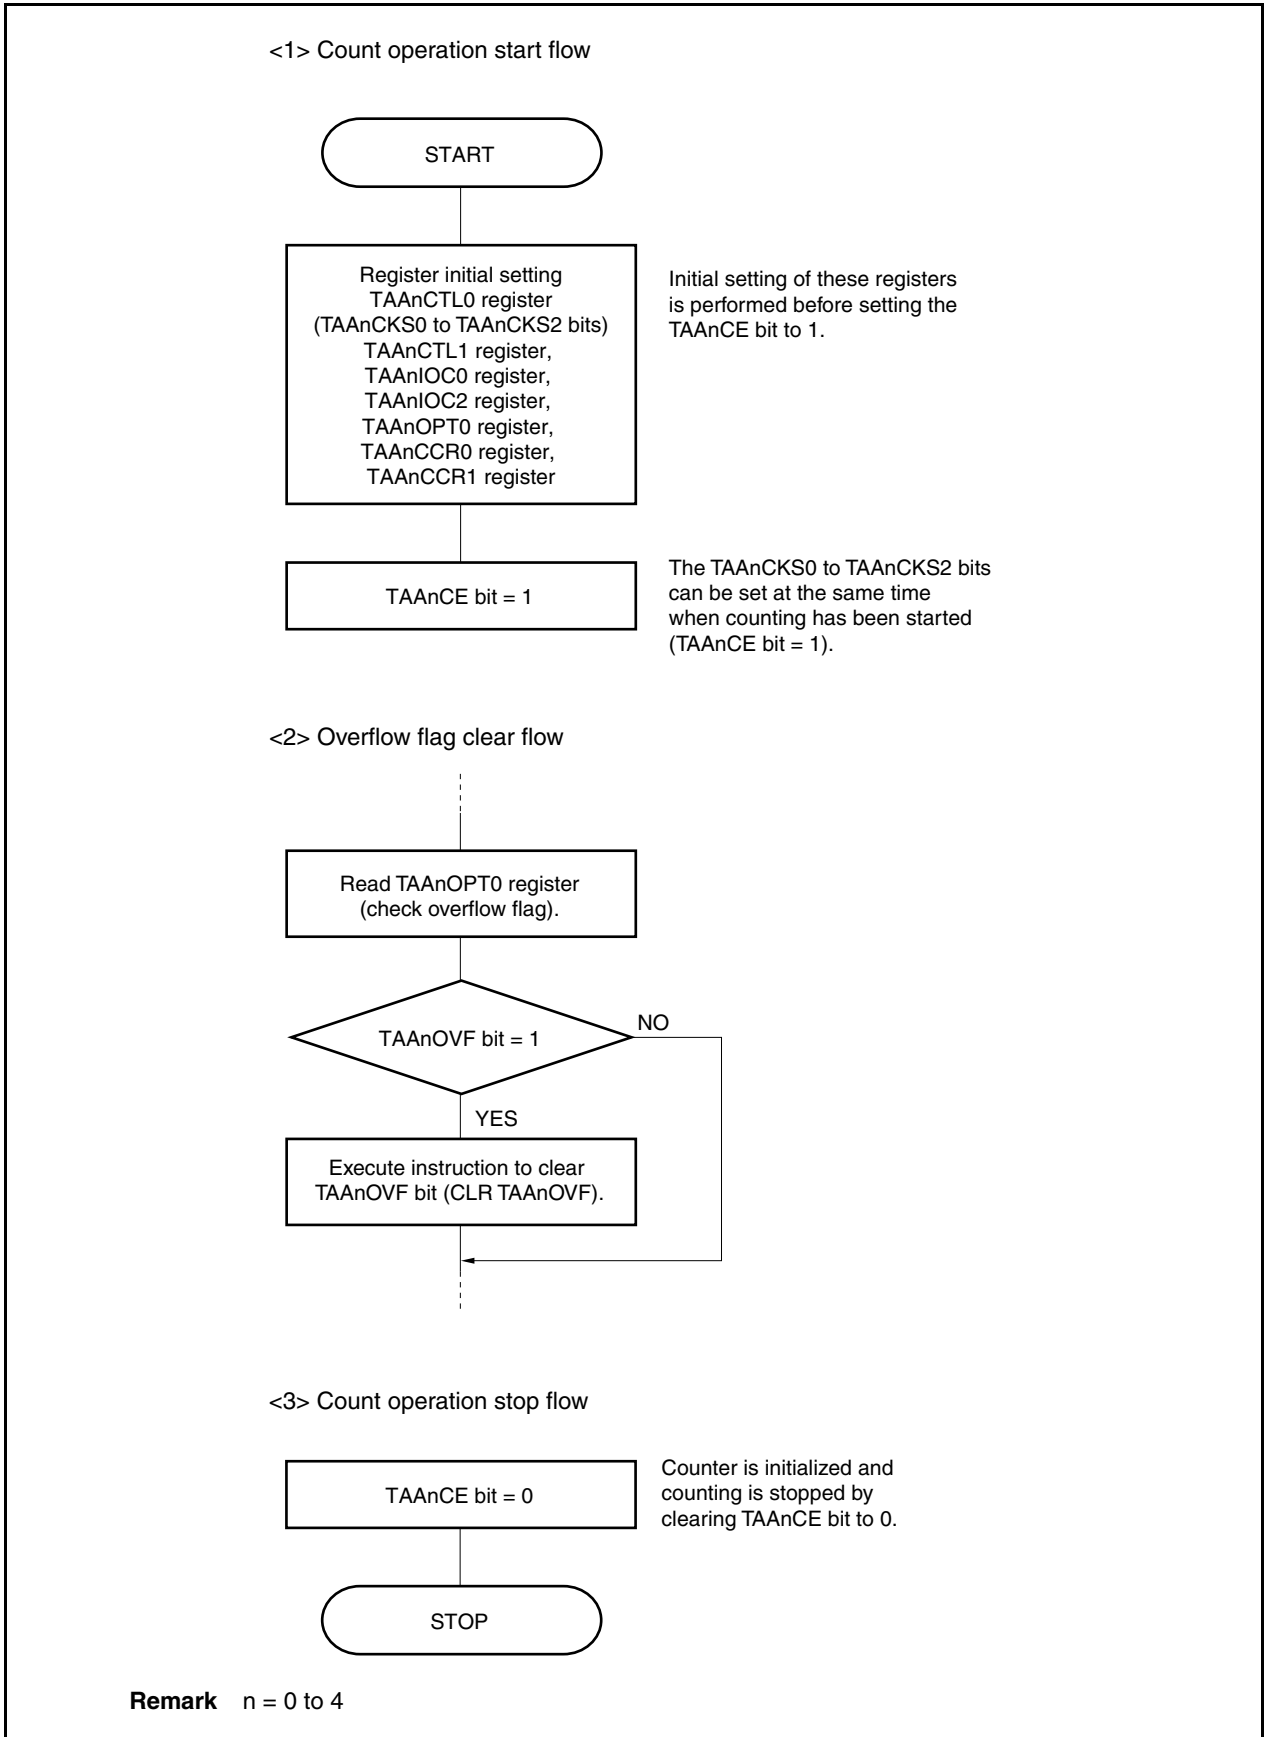 <1> Count operation start flow
START
Register initial setting
TAAnCTL0 register
(TAAnCKS0 to TAAnCKS2 bits)
TAAnCTL1 register,
TAAnIOC0 register,
TAAnIOC2 register,
TAAnOPT0 register,
TAAnCCR0 register,
TAAnCCR1 register
Initial setting of these registers
is performed before setting the
TAAnCE bit to 1.
TAAnCE bit = 1
The TAAnCKS0 to TAAnCKS2 bits
can be set at the same time
when counting has been started
(TAAnCE bit = 1).
<2> Overflow flag clear flow
Read TAAnOPT0 register
(check overflow flag).
TAAnOVF bit = 1
NO
YES
Execute instruction to clear
TAAnOVF bit (CLR TAAnOVF).
<3> Count operation stop flow
TAAnCE bit = 0
Counter is initialized and
counting is stopped by
clearing TAAnCE bit to 0.
STOP
Remark n = 0 to 4